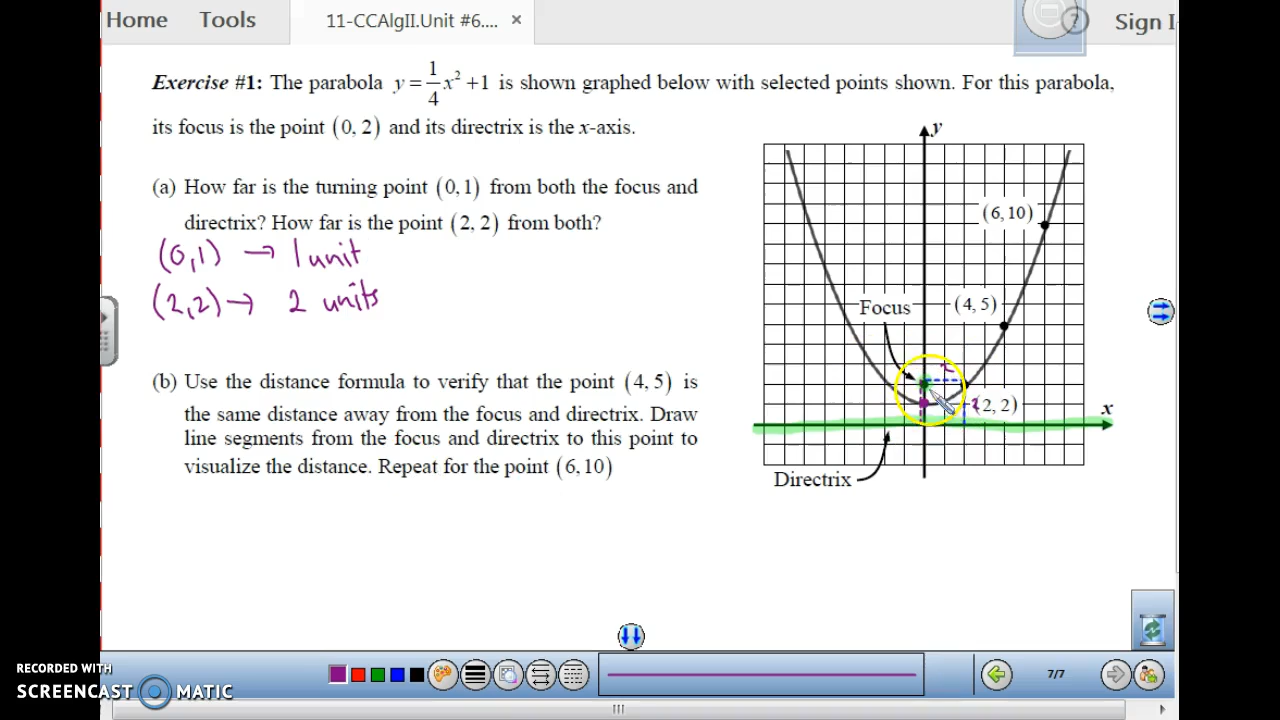 Home Tools 11-CCAlgII.Unit #6.... × ? Sign I
Exercise #1: The parabola y = 1/4 x² + 1 is shown graphed below with selected points shown. For this parabola,
its focus is the point (0, 2) and its directrix is the x-axis.
(a) How far is the turning point (0, 1) from both the focus and
directrix? How far is the point (2, 2) from both?
(0,1) → 1 unit
(2,2) → 2 units
(b) Use the distance formula to verify that the point (4, 5) is
the same distance away from the focus and directrix. Draw
line segments from the focus and directrix to this point to
visualize the distance. Repeat for the point (6, 10)
y
(6, 10)
Focus (4, 5)
2
2 (2, 2)
x
Directrix
7/7
RECORDED WITH
SCREENCAST MATIC